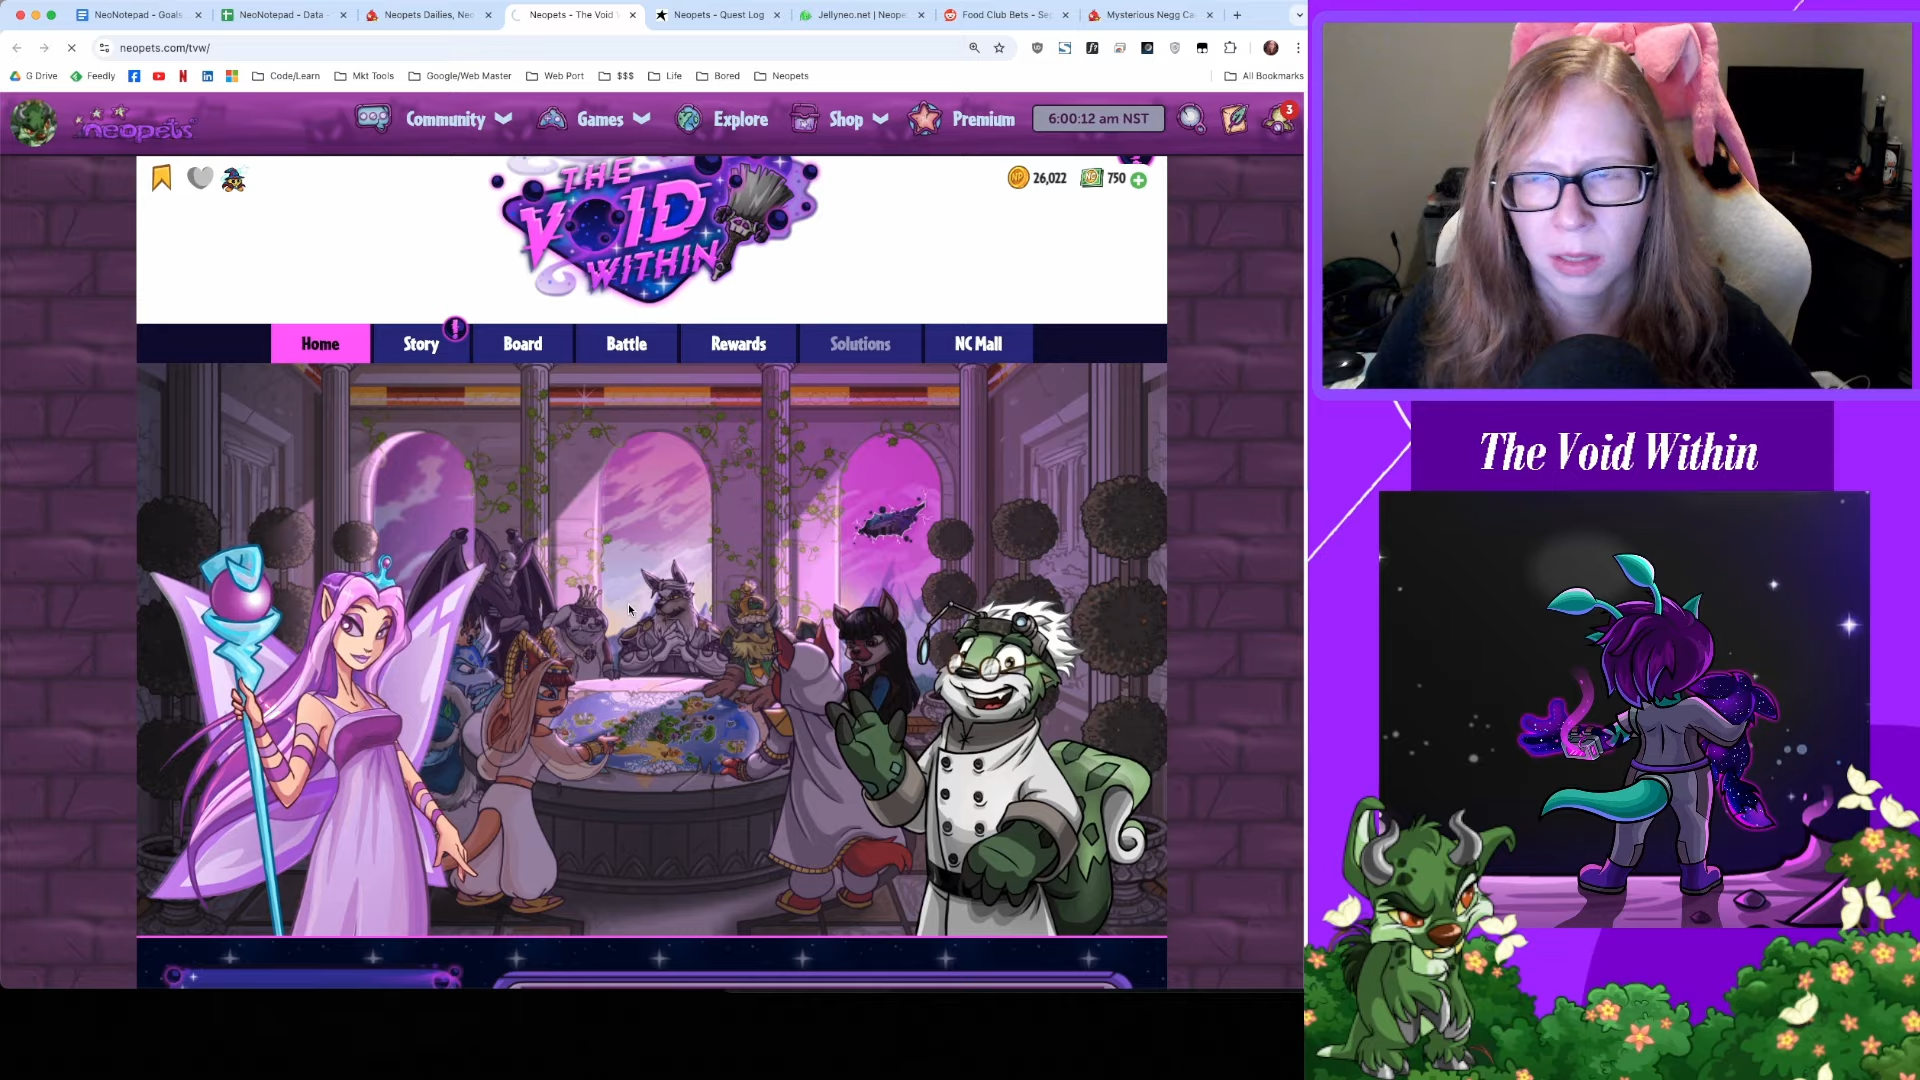 NeoNotepad - Goals
NeoNotepad - Data
Neopets Dailies, Neo
Neopets - The Void
Neopets - Quest Log
Jellyneo.net | Neope
Food Club Bets - Se
Mysterious Negg Ca
neopets.com/tvw/
G Drive
Feedly
Code/Learn
Mkt Tools
Google/Web Master
Web Port
$$$
Life
Bored
Neopets
All Bookmarks
neopets
Community
Games
Explore
Shop
Premium
6:00:12 am NST
3
THE
VOID
WITHIN
NP 26,022
NC 750
Home
Story
Board
Battle
Rewards
Solutions
NC Mall
The Void Within